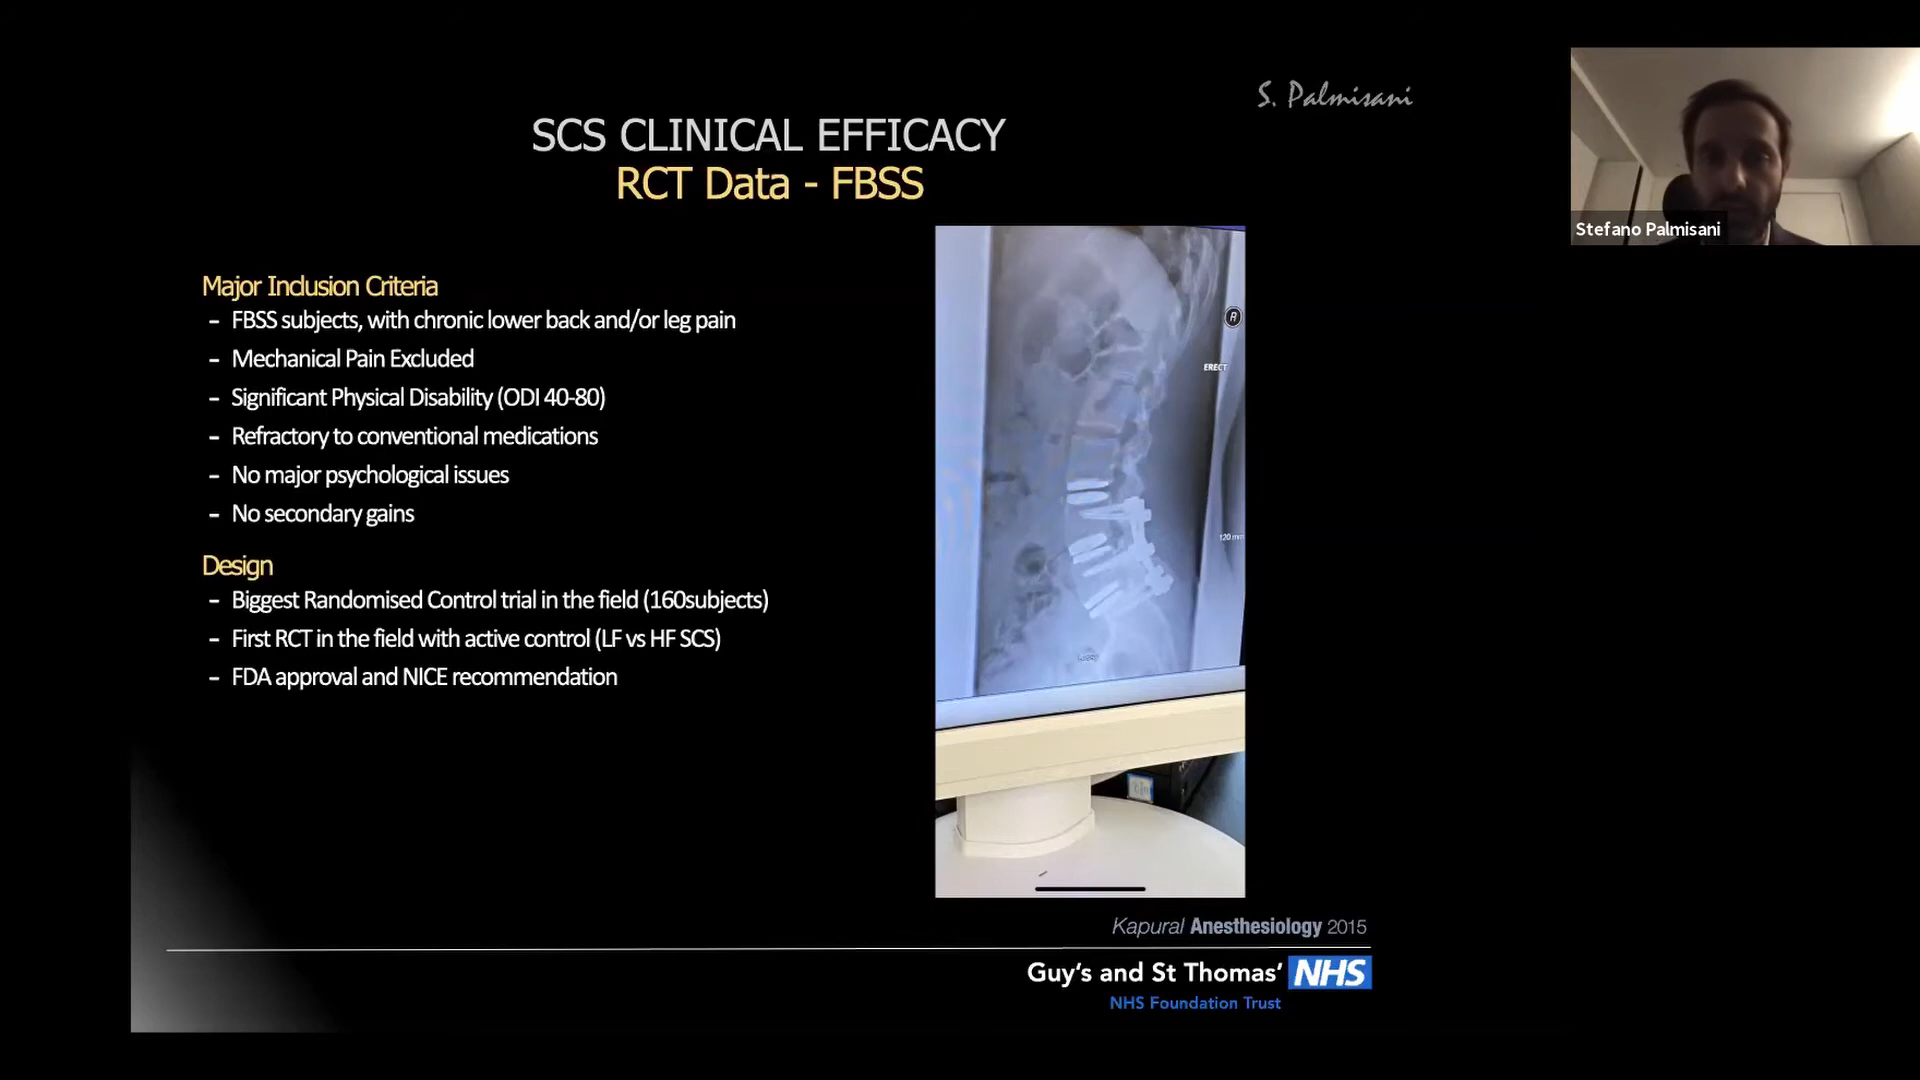 S. Palmisani
SCS CLINICAL EFFICACY
RCT Data - FBSS
Stefano Palmisani
Major Inclusion Criteria
- FBSS subjects, with chronic lower back and/or leg pain
- Mechanical Pain Excluded
- Significant Physical Disability (ODI 40-80)
- Refractory to conventional medications
- No major psychological issues
- No secondary gains
Design
- Biggest Randomised Control trial in the field (160subjects)
- First RCT in the field with active control (LF vs HF SCS)
- FDA approval and NICE recommendation
R
ERECT
120 mm
Kapural Anesthesiology 2015
Guy's and St Thomas' NHS
NHS Foundation Trust